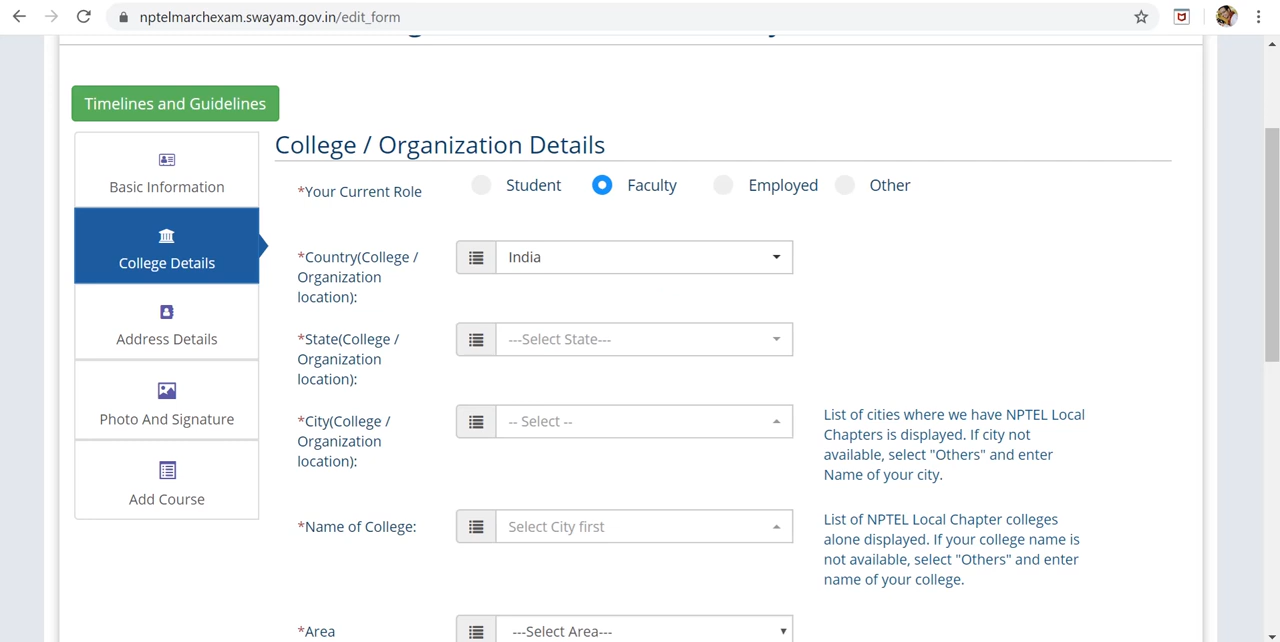 nptelmarchexam.swayam.gov.in/edit_form
Timelines and Guidelines
Basic Information
College Details
Address Details
Photo And Signature
Add Course
College / Organization Details
*Your Current Role
Student
Faculty
Employed
Other
*Country(College /
Organization
location):
India
*State(College /
Organization
location):
---Select State---
*City(College /
Organization
location):
-- Select --
List of cities where we have NPTEL Local
Chapters is displayed. If city not
available, select "Others" and enter
Name of your city.
*Name of College:
Select City first
List of NPTEL Local Chapter colleges
alone displayed. If your college name is
not available, select "Others" and enter
name of your college.
*Area
---Select Area---